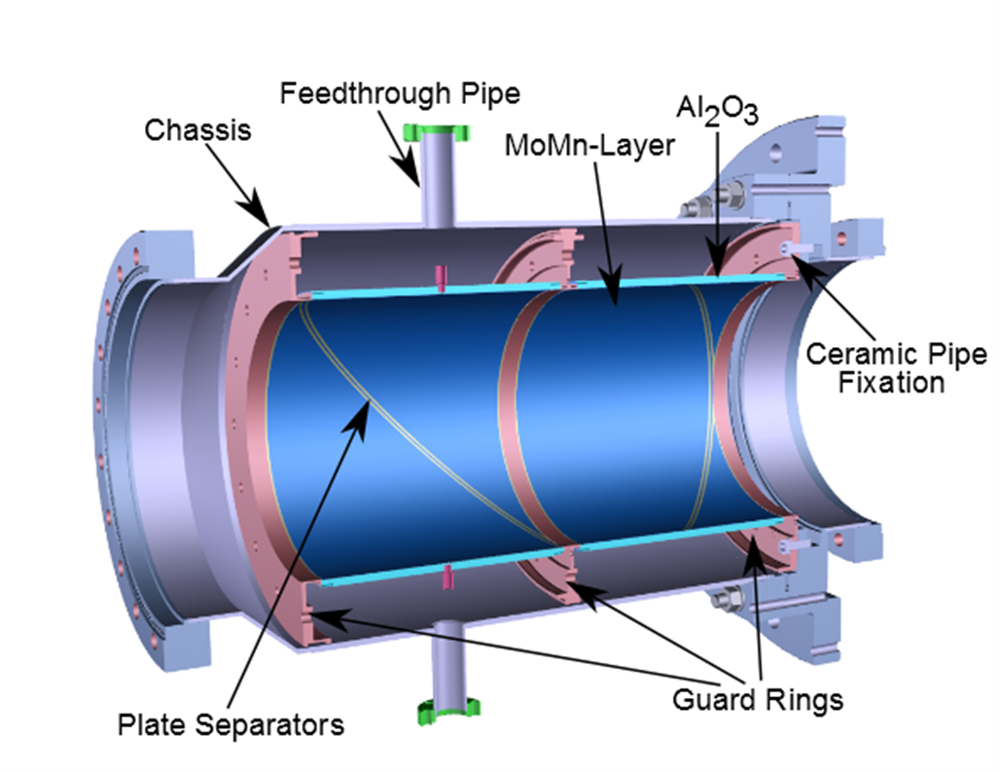 Feedthrough Pipe
Al₂O₃
Chassis
MoMn-Layer
Ceramic Pipe
Fixation
Guard Rings
Plate Separators